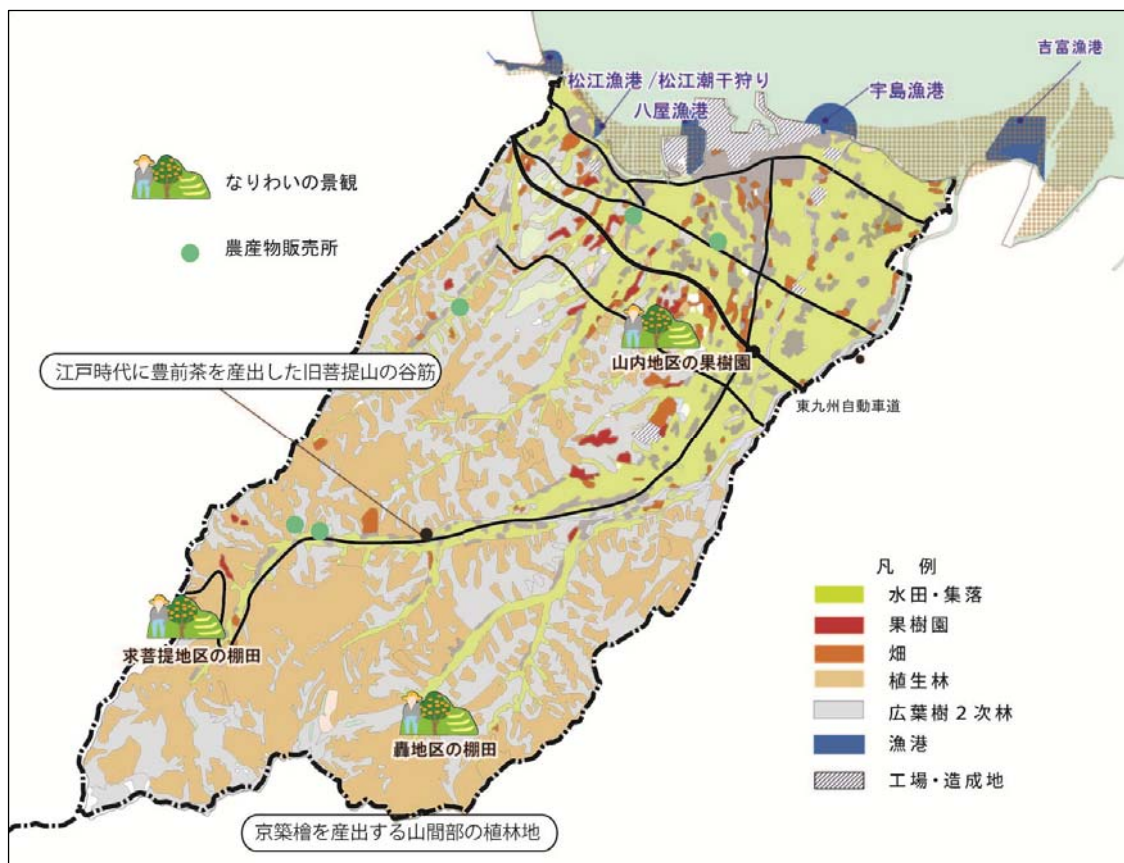 吉富漁港
松江漁港/松江潮干狩り
宇島漁港
八屋漁港
なりわいの景観
農産物販売所
山内地区の果樹園
江戸時代に豊前茶を産出した旧菩提山の谷筋
東九州自動車道
凡 例
水田・集落
果樹園
畑
植生林
広葉樹2次林
漁港
工場・造成地
求菩提地区の棚田
轟地区の棚田
京築檜を産出する山間部の植林地